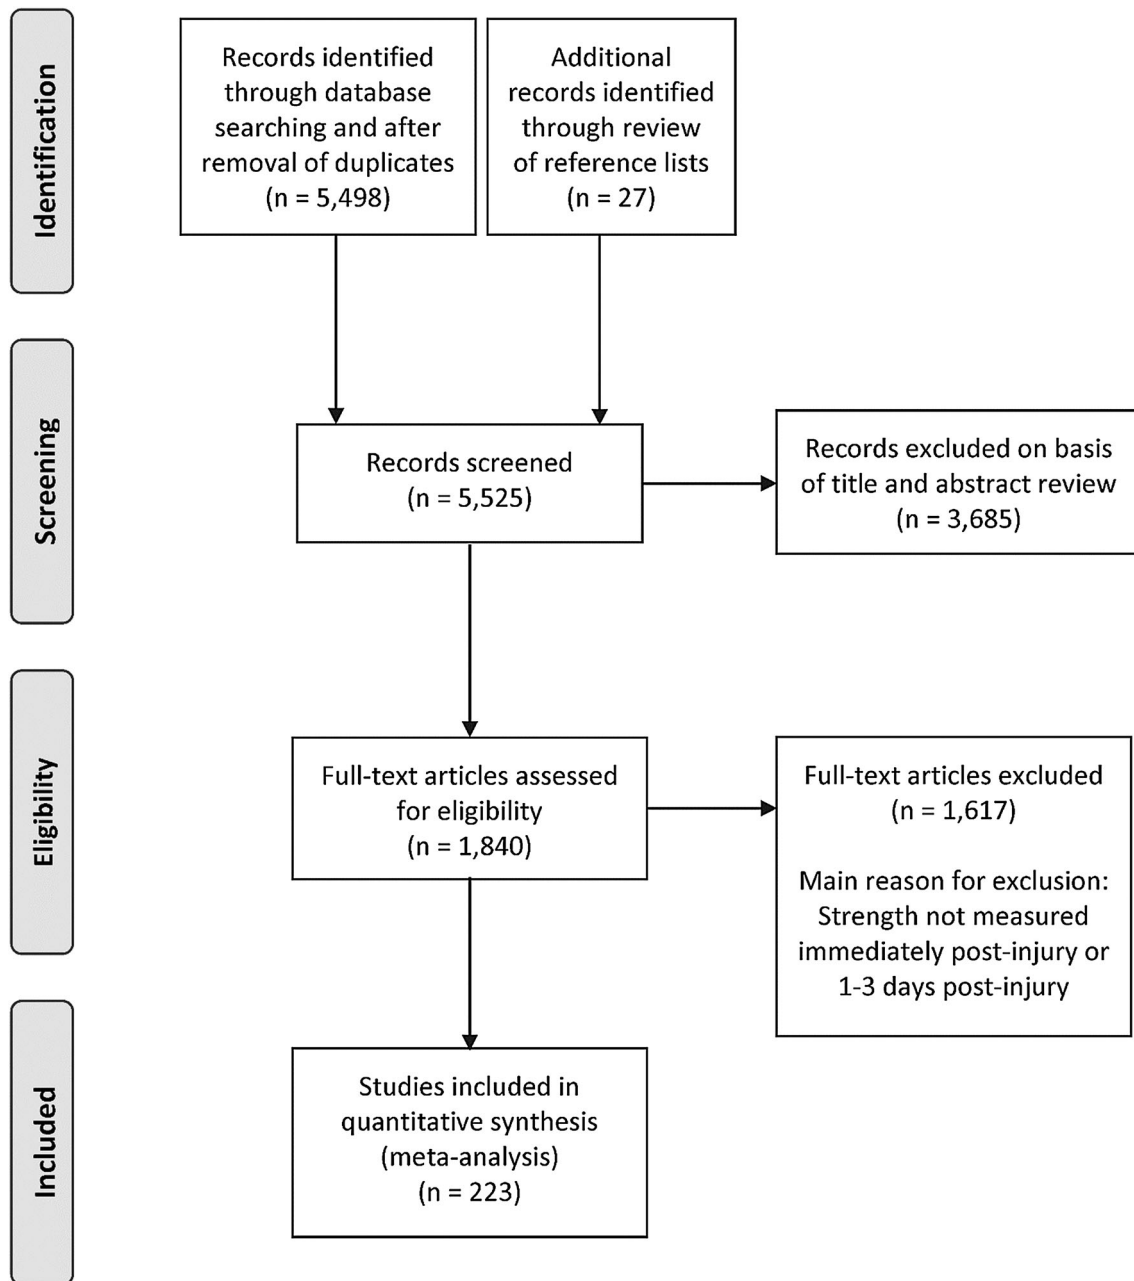 Identification
Records identified
through database
searching and after
removal of duplicates
(n = 5,498)
Additional
records identified
through review
of reference lists
(n = 27)
Screening
Records screened
(n = 5,525)
Records excluded on basis
of title and abstract review
(n = 3,685)
Eligibility
Full-text articles assessed
for eligibility
(n = 1,840)
Full-text articles excluded
(n = 1,617)
Main reason for exclusion:
Strength not measured
immediately post-injury or
1-3 days post-injury
Included
Studies included in
quantitative synthesis
(meta-analysis)
(n = 223)